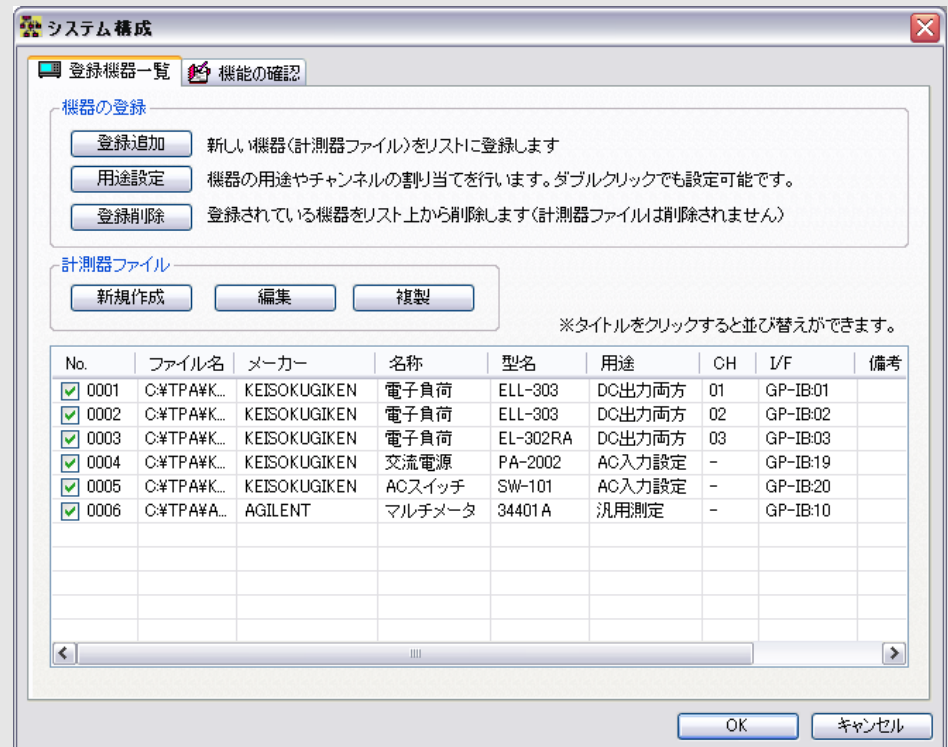 システム構成
登録機器一覧 機能の確認
機器の登録
登録追加 新しい機器(計測器ファイル)をリストに登録します
用途設定 機器の用途やチャンネルの割り当てを行います。ダブルクリックでも設定可能です。
登録削除 登録されている機器をリスト上から削除します(計測器ファイルは削除されません)
計測器ファイル
新規作成 編集 複製
※タイトルをクリックすると並び替えができます。
No. ファイル名 メーカー 名称 型名 用途 CH I/F 備考
0001 C:¥TPA¥K... KEISOKUGIKEN 電子負荷 ELL-303 DC出力両方 01 GP-IB:01
0002 C:¥TPA¥K... KEISOKUGIKEN 電子負荷 ELL-303 DC出力両方 02 GP-IB:02
0003 C:¥TPA¥K... KEISOKUGIKEN 電子負荷 EL-302RA DC出力両方 03 GP-IB:03
0004 C:¥TPA¥K... KEISOKUGIKEN 交流電源 PA-2002 AC入力設定 - GP-IB:19
0005 C:¥TPA¥K... KEISOKUGIKEN ACスイッチ SW-101 AC入力設定 - GP-IB:20
0006 C:¥TPA¥A... AGILENT マルチメータ 34401A 汎用測定 - GP-IB:10
OK キャンセル